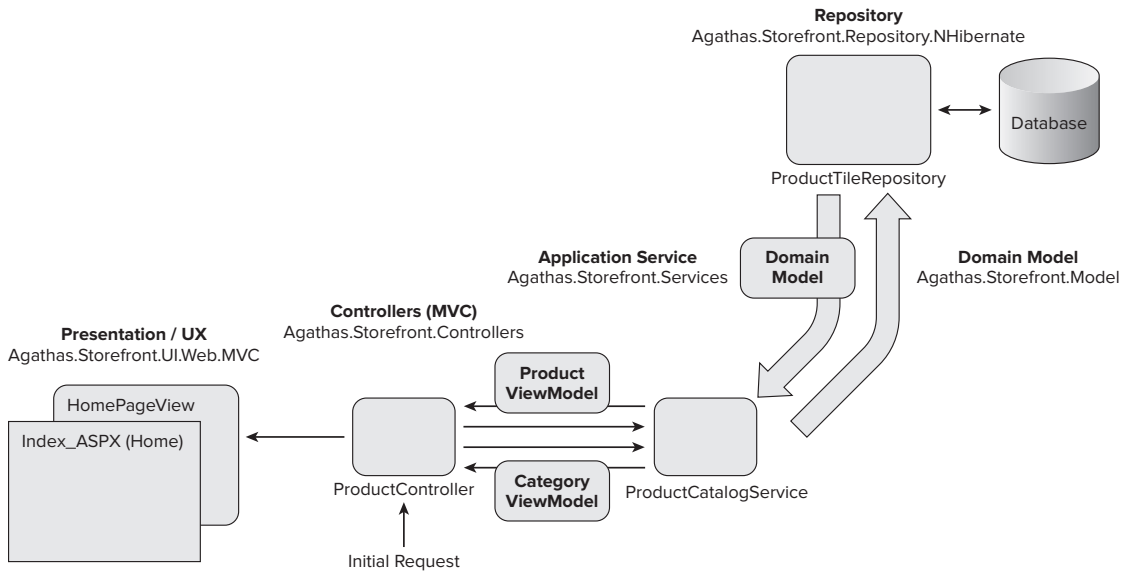 Repository
Agathas.Storefront.Repository.NHibernate
Database
ProductTileRepository
Application Service
Agathas.Storefront.Services
Domain
Model
Domain Model
Agathas.Storefront.Model
Controllers (MVC)
Agathas.Storefront.Controllers
Presentation / UX
Agathas.Storefront.UI.Web.MVC
Product
ViewModel
HomePageView
Index_ASPX (Home)
Category
ViewModel
ProductController
ProductCatalogService
Initial Request